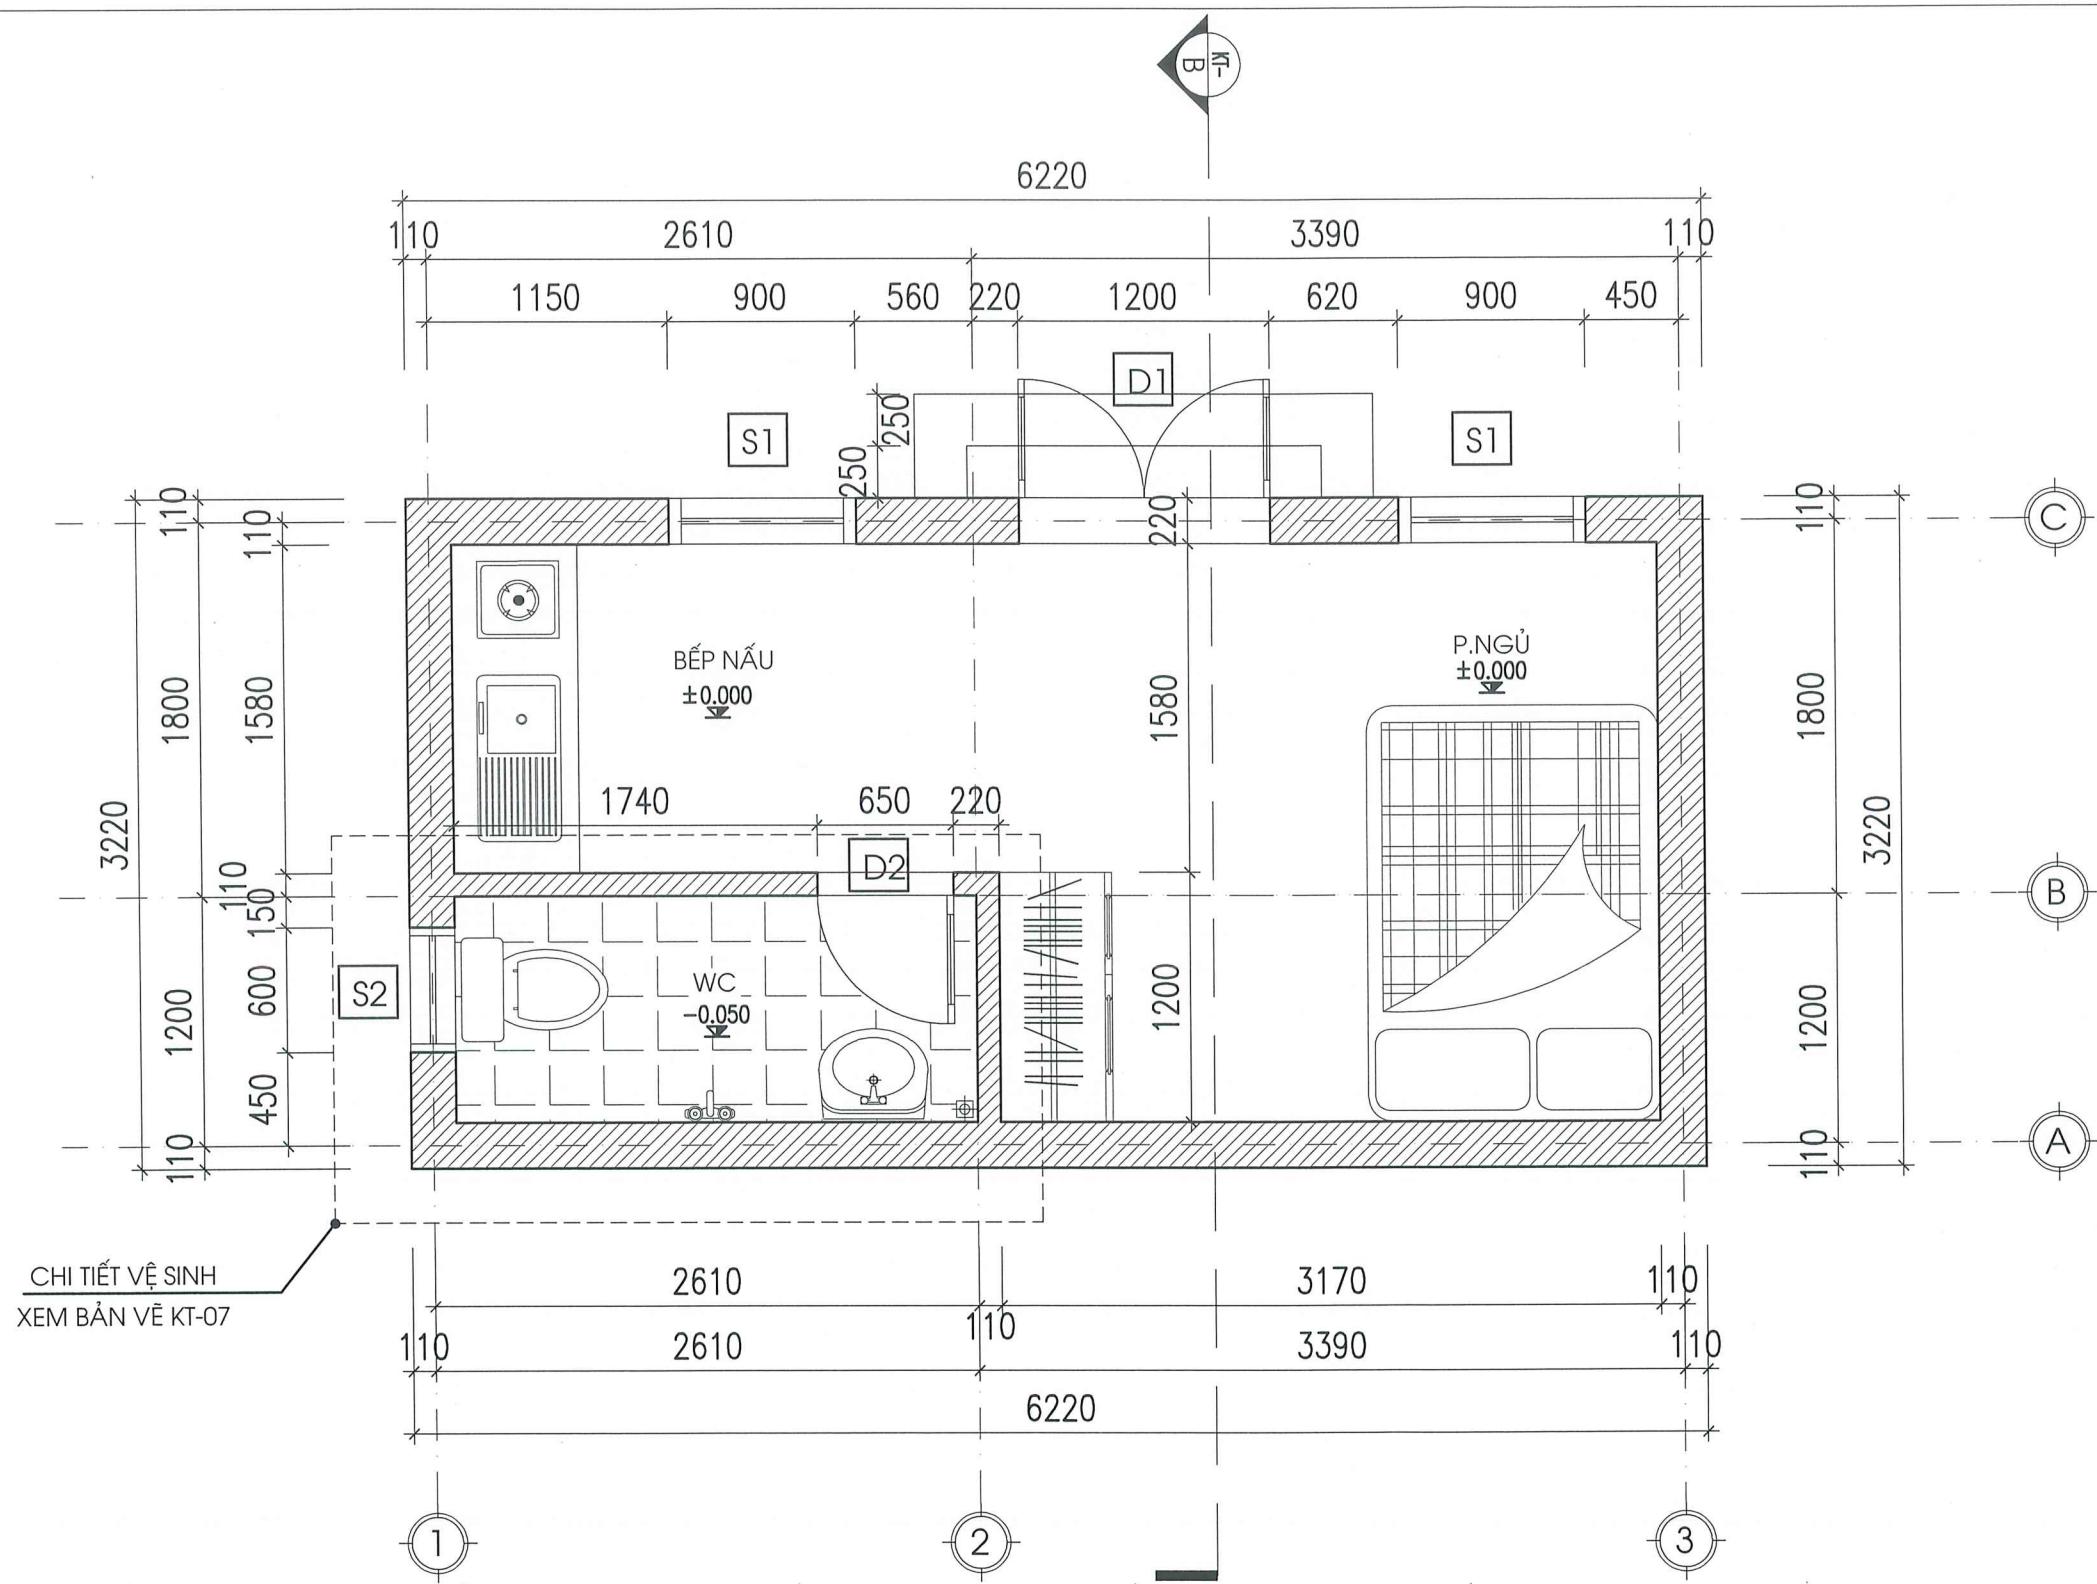 KT-
B
6220
110 2610 3390 110
1150 900 560 220 1200 620 900 450
D1
S1
S1
250
250
110
110
220
110
C
BẾP NẤU
±0.000
P.NGỦ
±0.000
1800
1580
1580
1800
1740 650 220
3220
3220
D2
110
150
B
S2
600
WC
-0.050
1200
1200
1200
450
110
110
A
CHI TIẾT VỆ SINH
XEM BẢN VẼ KT-07
2610 3170 110
110
110 2610 3390 110
6220
1 2 3